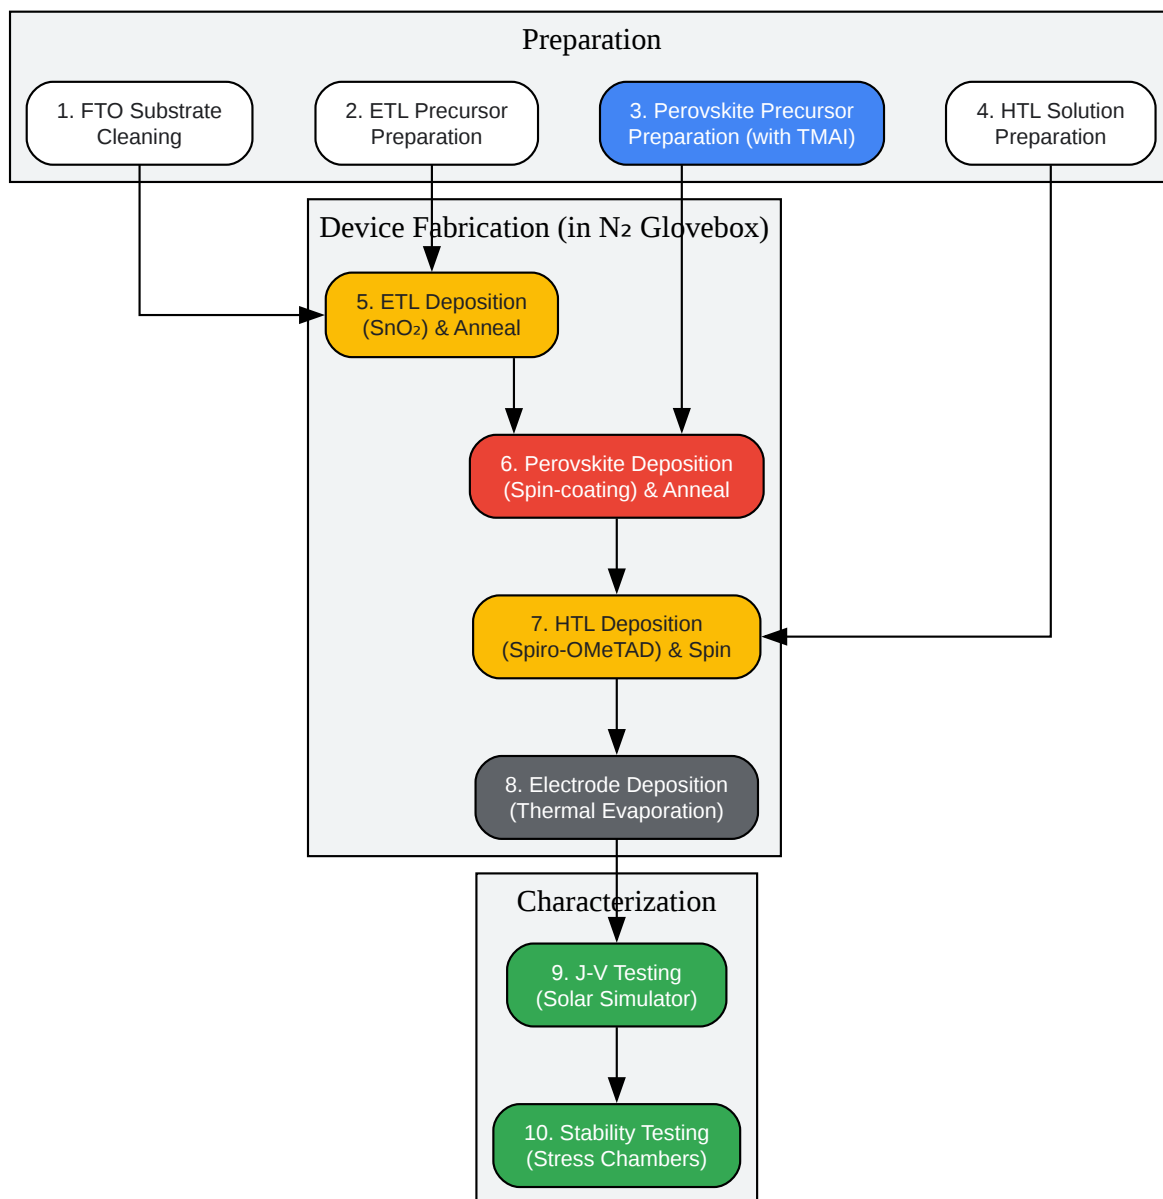 Preparation
1. FTO Substrate
Cleaning
2. ETL Precursor
Preparation
3. Perovskite Precursor
Preparation (with TMAI)
4. HTL Solution
Preparation
Device Fabrication (in N₂ Glovebox)
5. ETL Deposition
(SnO₂) & Anneal
6. Perovskite Deposition
(Spin-coating) & Anneal
7. HTL Deposition
(Spiro-OMeTAD) & Spin
8. Electrode Deposition
(Thermal Evaporation)
Characterization
9. J-V Testing
(Solar Simulator)
10. Stability Testing
(Stress Chambers)